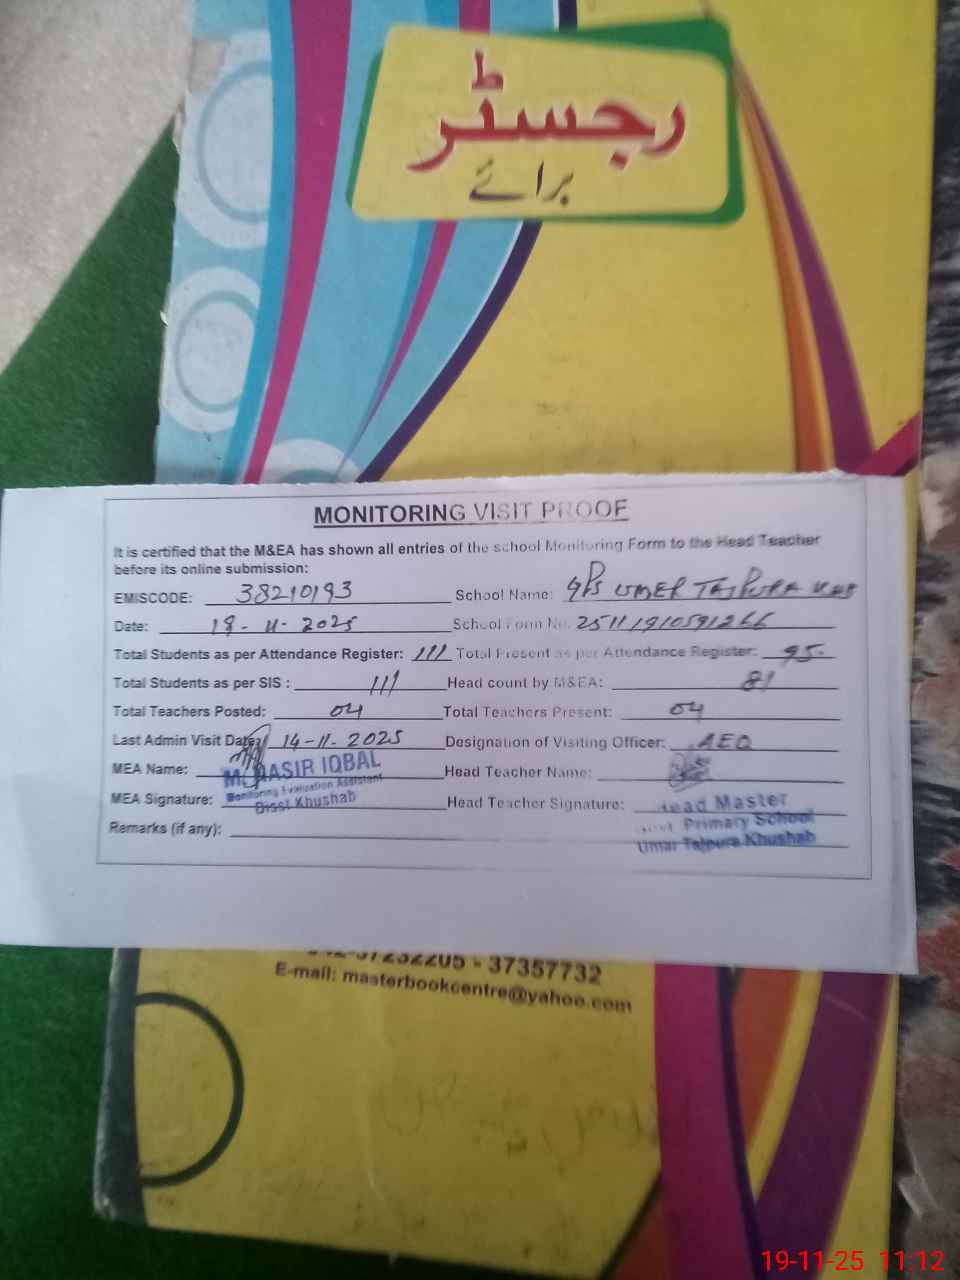 رجسٹر
برائے
MONITORING VISIT PROOF
It is certified that the M&EA has shown all entries of the school Monitoring Form to the Head Teacher
before its online submission:
EMISCODE: 38210193 School Name: GPS UMER TAJPURA KHB
Date: 19-11-2025 School Form No. 25111910591266
Total Students as per Attendance Register: 111 Total Present as per Attendance Register: 95
Total Students as per SIS : 111 Head count by M&EA: 81
Total Teachers Posted: 04 Total Teachers Present: 04
Last Admin Visit Date: 14-11-2025 Designation of Visiting Officer: AEO
MEA Name: M. NASIR IQBAL Head Teacher Name:
Monitoring Evaluation Assistant
MEA Signature: Disst Khushab Head Teacher Signature: Head Master
Remarks (if any): Govt Primary School
Umar Tajpura Khushab
37232205 - 37357732
E-mail: masterbookcentre@yahoo.com
19-11-25 11:12